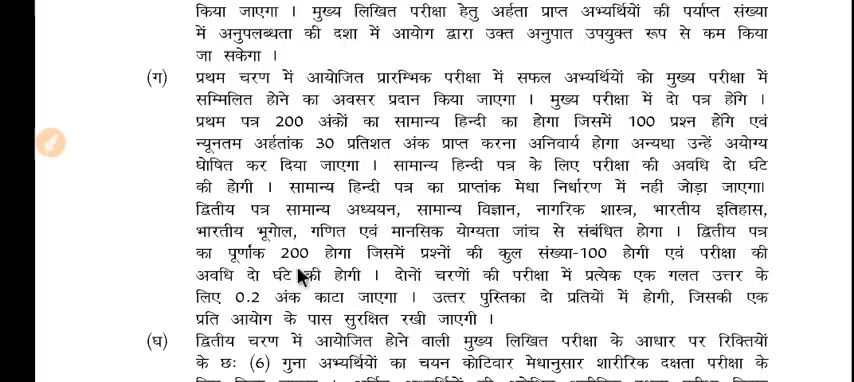 किया जाएगा । मुख्य लिखित परीक्षा हेतु अर्हता प्राप्त अभ्यर्थियों की पर्याप्त संख्या
में अनुपलब्धता की दशा में आयोग द्वारा उक्त अनुपात उपयुक्त रूप से कम किया
जा सकेगा ।
(ग) प्रथम चरण में आयोजित प्रारम्भिक परीक्षा में सफल अभ्यर्थियों को मुख्य परीक्षा में
सम्मिलित होने का अवसर प्रदान किया जाएगा । मुख्य परीक्षा में दो पत्र होंगे ।
प्रथम पत्र 200 अंकों का सामान्य हिन्दी का होगा जिसमें 100 प्रश्न होंगे एवं
न्यूनतम अर्हतांक 30 प्रतिशत अंक प्राप्त करना अनिवार्य होगा अन्यथा उन्हें अयोग्य
घोषित कर दिया जाएगा । सामान्य हिन्दी पत्र के लिए परीक्षा की अवधि दो घंटे
की होगी । सामान्य हिन्दी पत्र का प्राप्तांक मेधा निर्धारण में नहीं जोड़ा जाएगा।
द्वितीय पत्र सामान्य अध्ययन, सामान्य विज्ञान, नागरिक शास्त्र, भारतीय इतिहास,
भारतीय भूगोल, गणित एवं मानसिक योग्यता जांच से संबंधित होगा । द्वितीय पत्र
का पूर्णांक 200 होगा जिसमें प्रश्नों की कुल संख्या-100 होगी एवं परीक्षा की
अवधि दो घंटे की होगी । दोनों चरणों की परीक्षा में प्रत्येक एक गलत उत्तर के
लिए 0.2 अंक काटा जाएगा । उत्तर पुस्तिका दो प्रतियों में होगी, जिसकी एक
प्रति आयोग के पास सुरक्षित रखी जाएगी ।
(घ) द्वितीय चरण में आयोजित होने वाली मुख्य लिखित परीक्षा के आधार पर रिक्तियों
के छः (6) गुना अभ्यर्थियों का चयन कोटिवार मेधानुसार शारीरिक दक्षता परीक्षा के